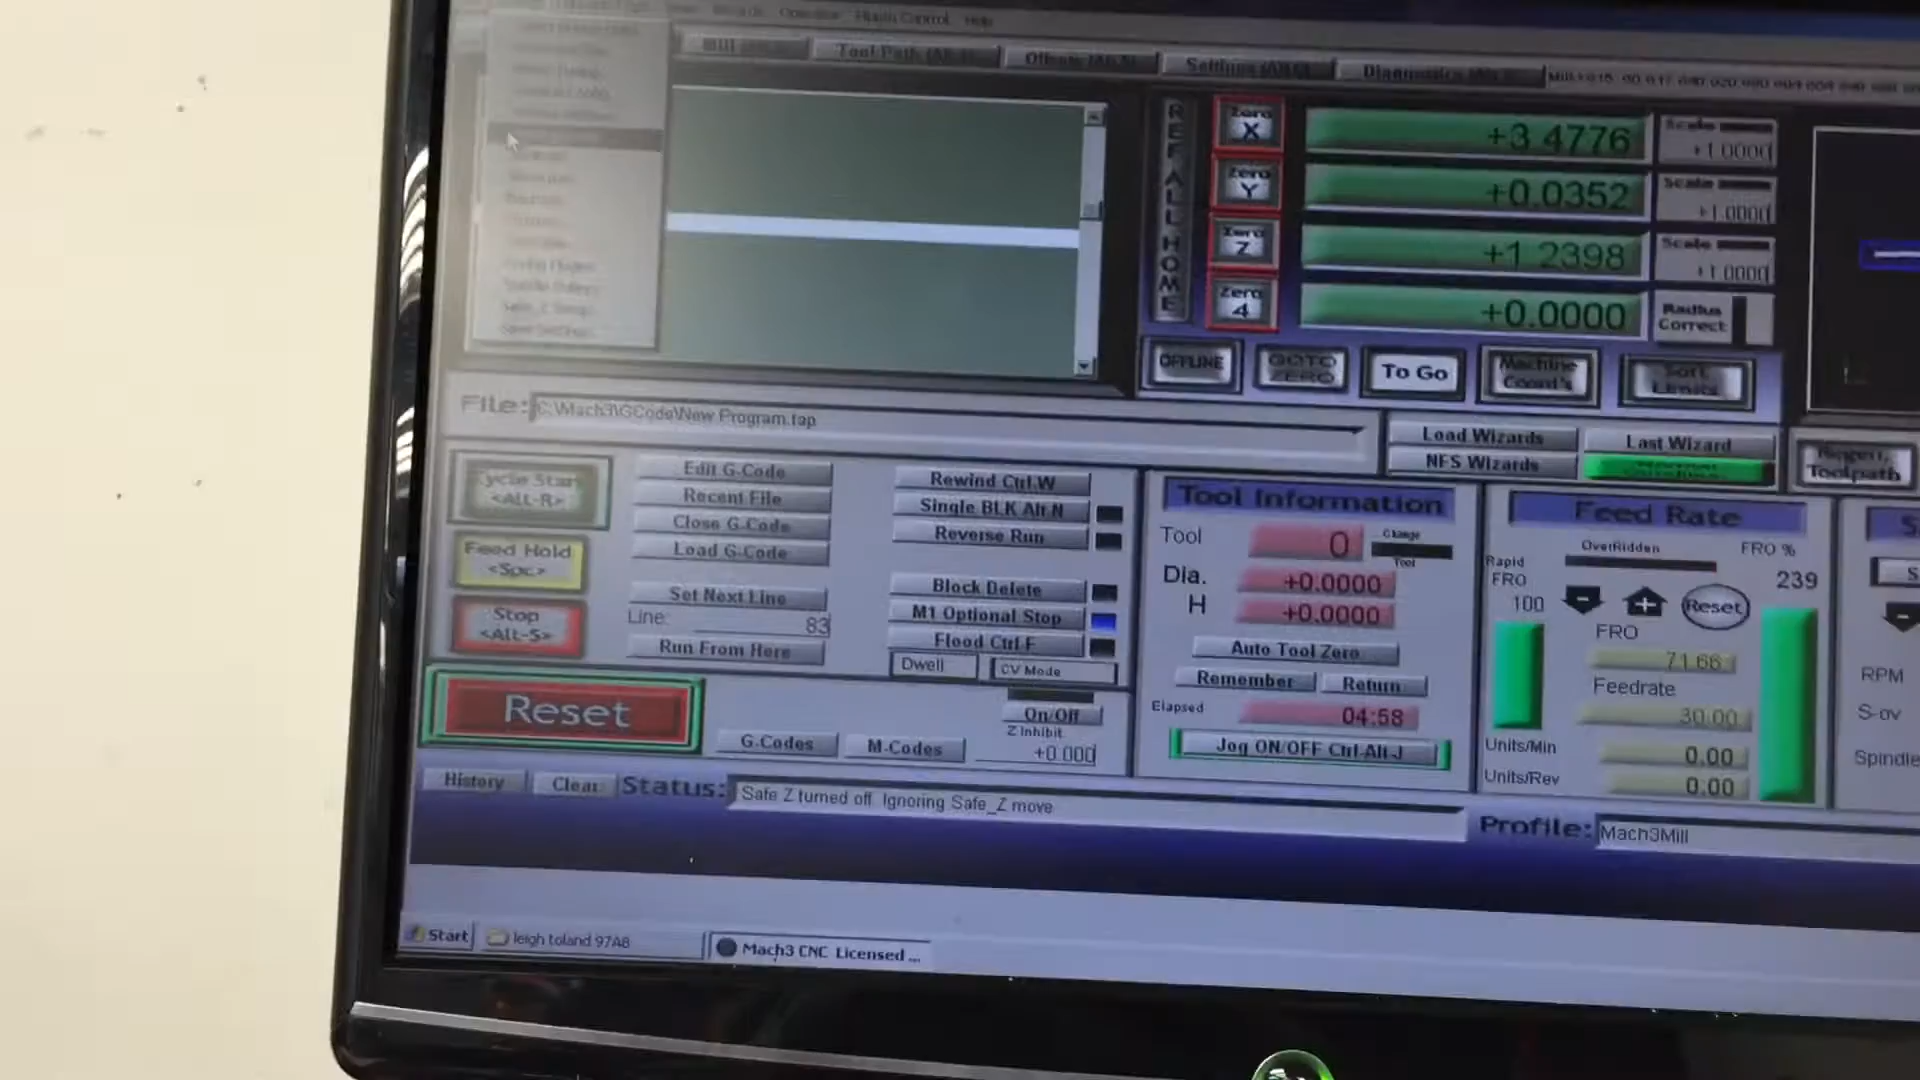 Operator PlugIn Control Help
Tool Path
Offsets
Settings
Diagnostics
REF ALL HOME
Zero X
+3.4776
Scale
+1.0000
Zero Y
+0.0352
Scale
+1.0000
Zero Z
+1.2398
Scale
+1.0000
Zero 4
+0.0000
Radius Correct
OFFLINE
GOTO ZERO
To Go
Machine Coord's
Soft Limits
File: C:\Mach3\GCode\New Program.tap
Load Wizards
Last Wizard
NFS Wizards
Regen. Toolpath
Cycle Start <Alt-R>
Feed Hold <Spc>
Stop <Alt-S>
Edit G-Code
Recent File
Close G-Code
Load G-Code
Set Next Line
Line: 83
Run From Here
Rewind Ctrl-W
Single BLK Alt-N
Reverse Run
Block Delete
M1 Optional Stop
Flood Ctrl-F
Dwell
CV Mode
Reset
G-Codes
M-Codes
On/Off
Z Inhibit
+0.000
Tool Information
Tool 0
Change Tool
Dia. +0.0000
H +0.0000
Auto Tool Zero
Remember
Return
Elapsed 04:58
Jog ON/OFF Ctrl-Alt-J
Feed Rate
OverRidden
FRO %
239
Rapid FRO 100
Reset
FRO
71.66
Feedrate
30.00
Units/Min 0.00
Units/Rev 0.00
RPM
S-ov
Spindle
History
Clear
Status: Safe Z turned off. Ignoring Safe_Z move
Profile: Mach3Mill
Start
leigh toland 97A8
Mach3 CNC Licensed ...